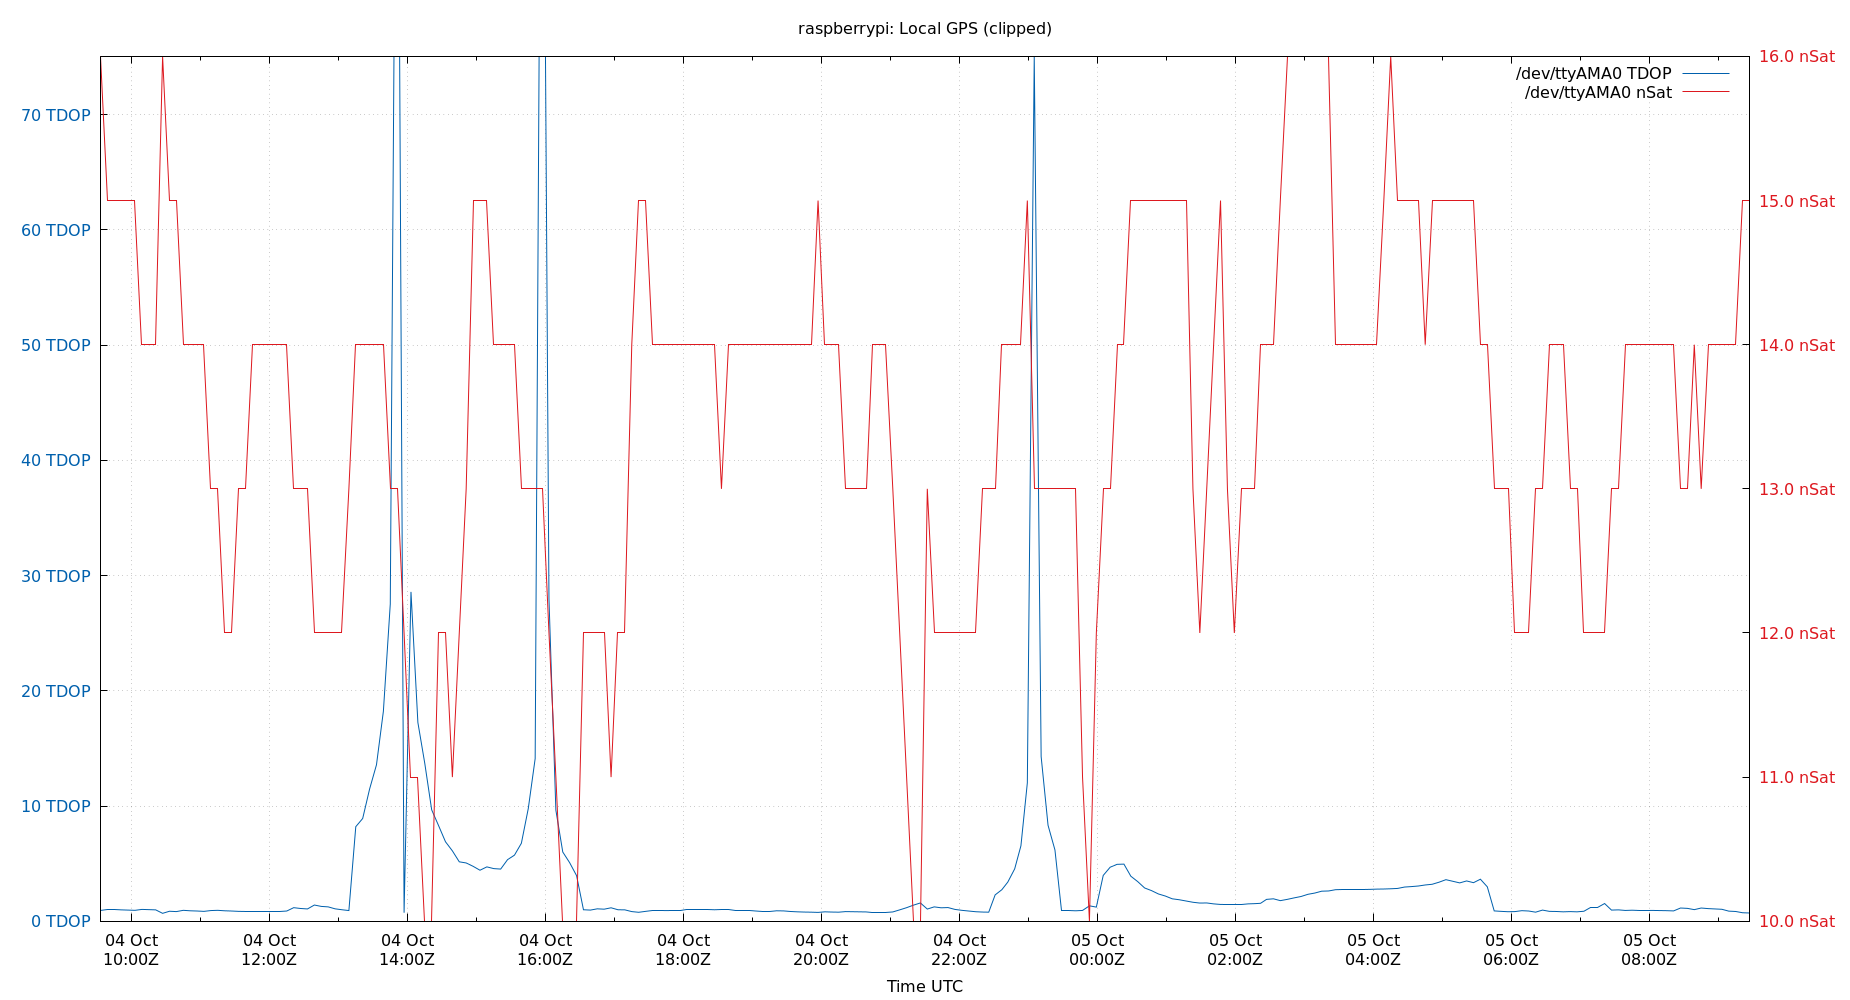 raspberrypi: Local GPS (clipped)
/dev/ttyAMA0 TDOP
/dev/ttyAMA0 nSat
70 TDOP
60 TDOP
50 TDOP
40 TDOP
30 TDOP
20 TDOP
10 TDOP
0 TDOP
16.0 nSat
15.0 nSat
14.0 nSat
13.0 nSat
12.0 nSat
11.0 nSat
10.0 nSat
04 Oct
10:00Z
04 Oct
12:00Z
04 Oct
14:00Z
04 Oct
16:00Z
04 Oct
18:00Z
04 Oct
20:00Z
04 Oct
22:00Z
05 Oct
00:00Z
05 Oct
02:00Z
05 Oct
04:00Z
05 Oct
06:00Z
05 Oct
08:00Z
Time UTC